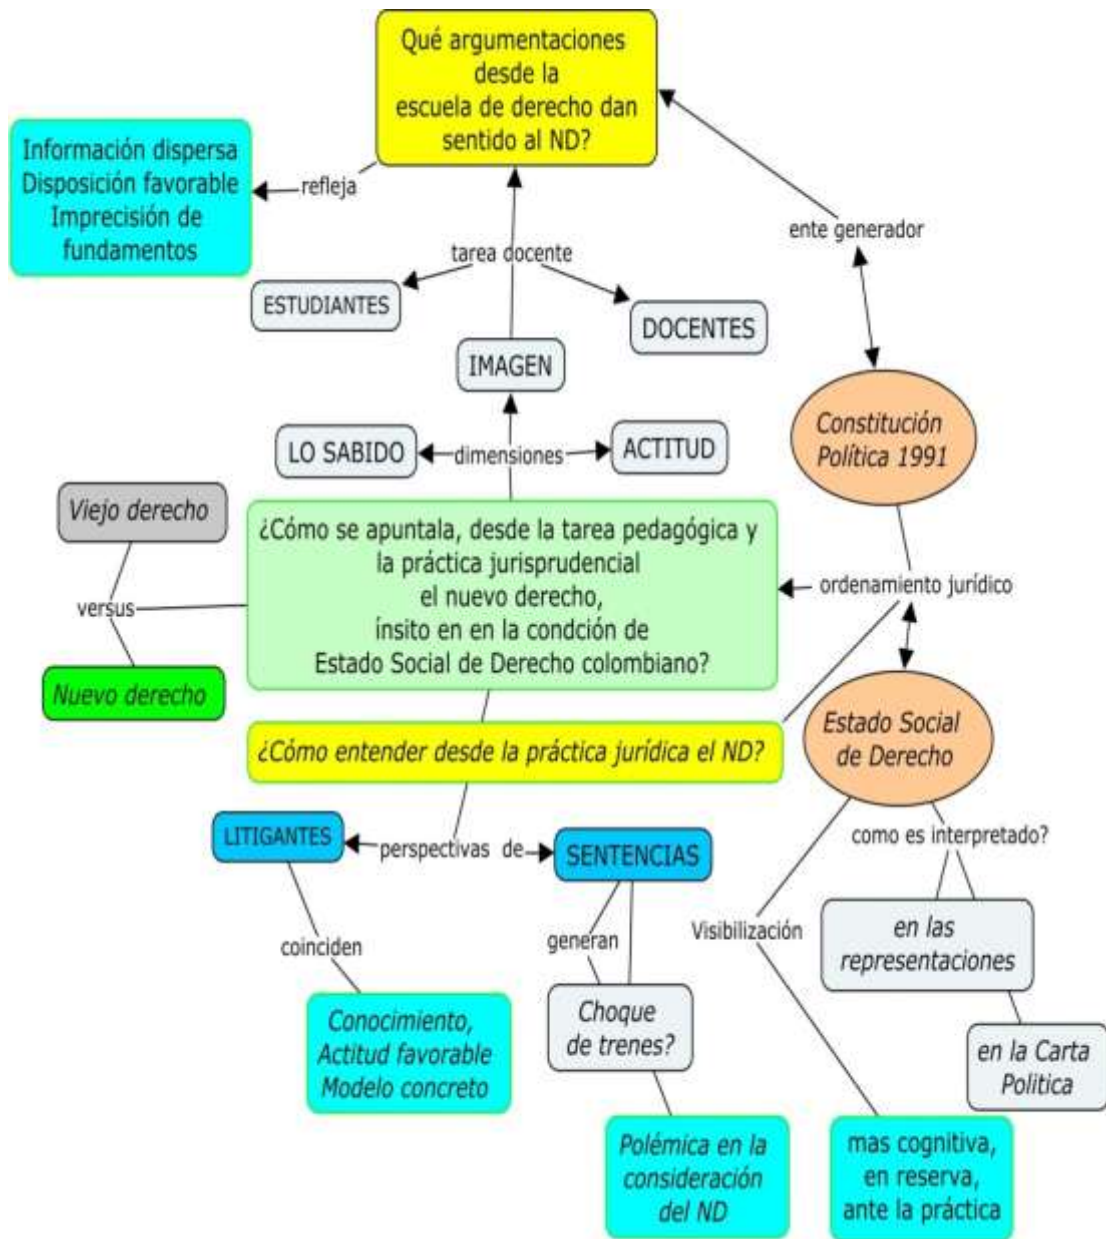 Qué argumentaciones
desde la
escuela de derecho dan
sentido al ND?
Información dispersa
Disposición favorable
Imprecisión de
fundamentos
refleja
ente generador
tarea docente
ESTUDIANTES
DOCENTES
IMAGEN
Constitución
Política 1991
LO SABIDO
dimensiones
ACTITUD
Viejo derecho
versus
Nuevo derecho
¿Cómo se apuntala, desde la tarea pedagógica y
la práctica jurisprudencial
el nuevo derecho,
ínsito en en la condción de
Estado Social de Derecho colombiano?
ordenamiento jurídico
¿Cómo entender desde la práctica jurídica el ND?
Estado Social
de Derecho
LITIGANTES
perspectivas de
SENTENCIAS
como es interpretado?
coinciden
generan
Visibilización
en las
representaciones
Conocimiento,
Actitud favorable
Modelo concreto
Choque
de trenes?
en la Carta
Politica
Polémica en la
consideración
del ND
mas cognitiva,
en reserva,
ante la práctica